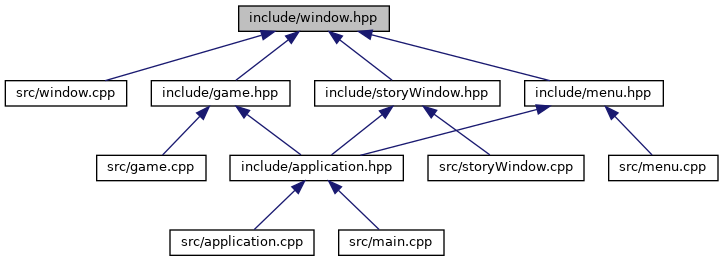 include/window.hpp
src/window.cpp
include/game.hpp
include/storyWindow.hpp
include/menu.hpp
src/game.cpp
include/application.hpp
src/storyWindow.cpp
src/menu.cpp
src/application.cpp
src/main.cpp